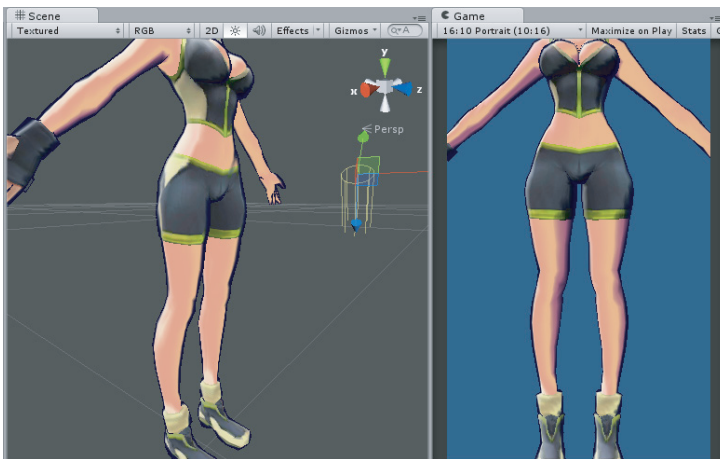 Scene
Game
Textured RGB 2D Effects Gizmos A
16:10 Portrait (10:16) Maximize on Play Stats
y
x z
Persp